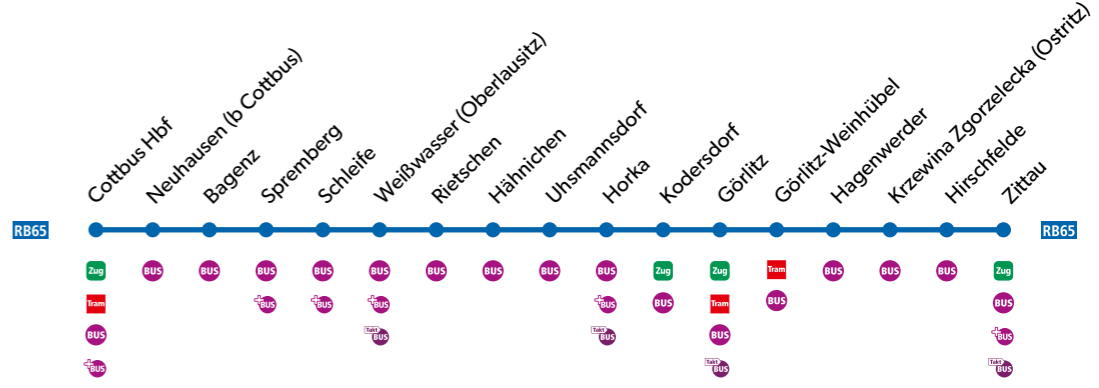 Cottbus Hbf
Neuhausen (b Cottbus)
Bagenz
Spremberg
Schleife
Weißwasser (Oberlausitz)
Rietschen
Hähnichen
Uhsmannsdorf
Horka
Kodersdorf
Görlitz
Görlitz-Weinhübel
Hagenwerder
Krzewina Zgorzelecka (Ostritz)
Hirschfelde
Zittau
RB65 RB65
Zug BUS BUS BUS BUS BUS BUS BUS BUS BUS Zug Zug Tram BUS BUS BUS Zug
Tram +BUS +BUS +BUS +BUS BUS Tram BUS BUS
BUS Takt BUS Takt BUS BUS +BUS
+BUS Takt BUS Takt BUS